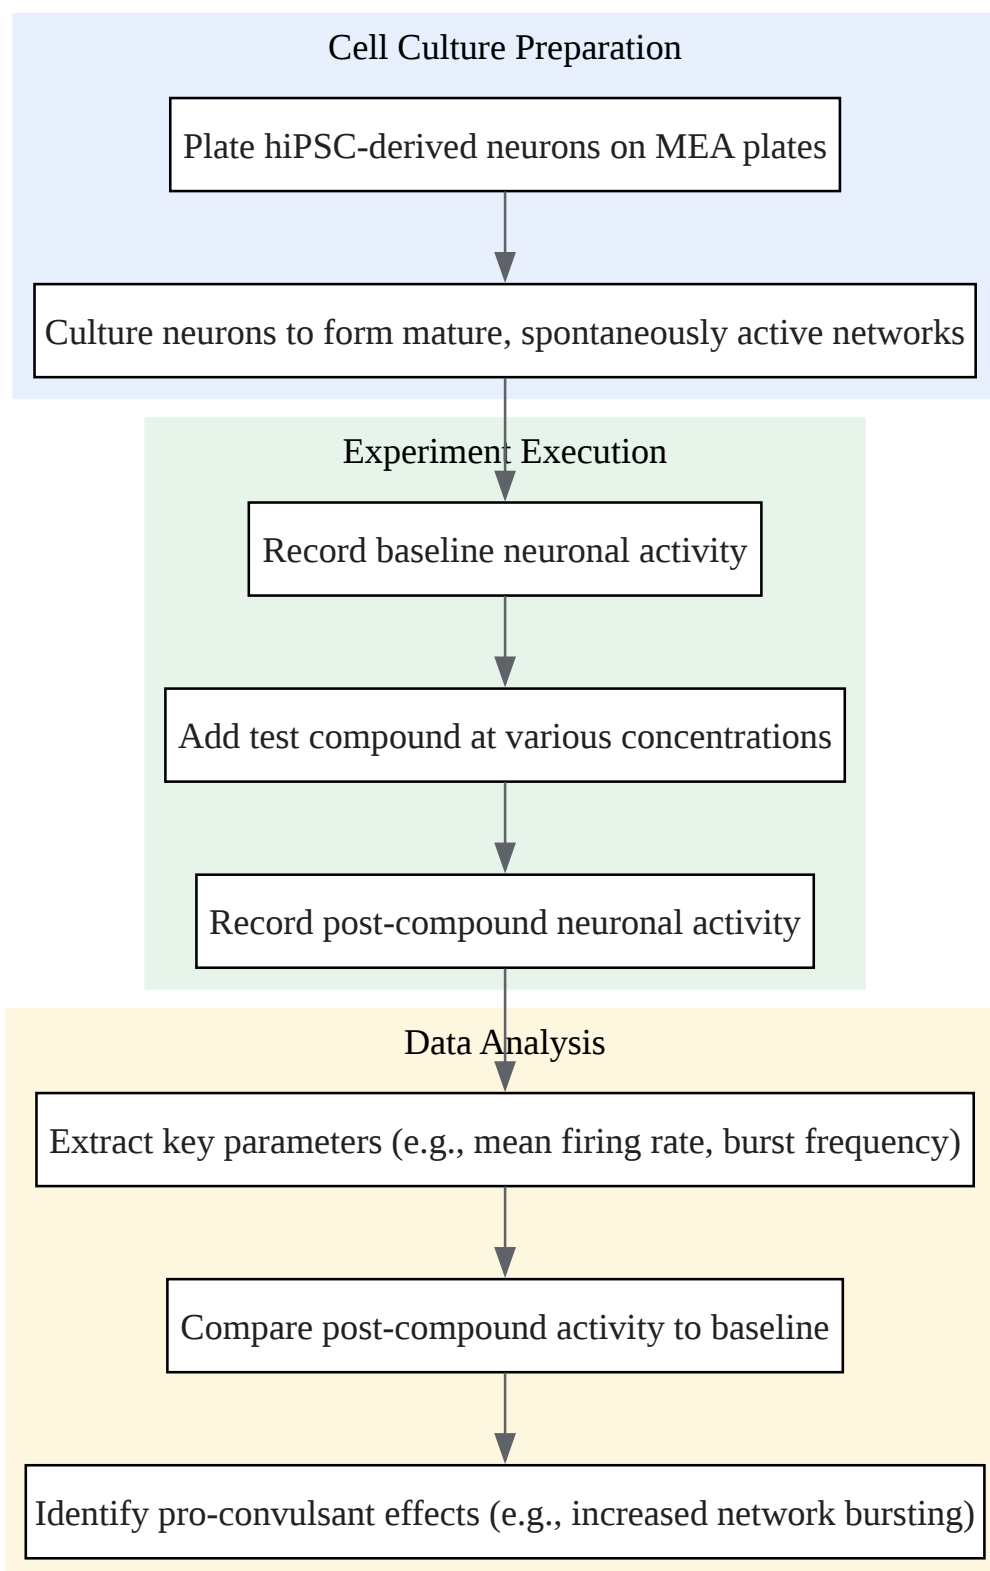 Cell Culture Preparation
Plate hiPSC-derived neurons on MEA plates
Culture neurons to form mature, spontaneously active networks
Experiment Execution
Record baseline neuronal activity
Add test compound at various concentrations
Record post-compound neuronal activity
Data Analysis
Extract key parameters (e.g., mean firing rate, burst frequency)
Compare post-compound activity to baseline
Identify pro-convulsant effects (e.g., increased network bursting)